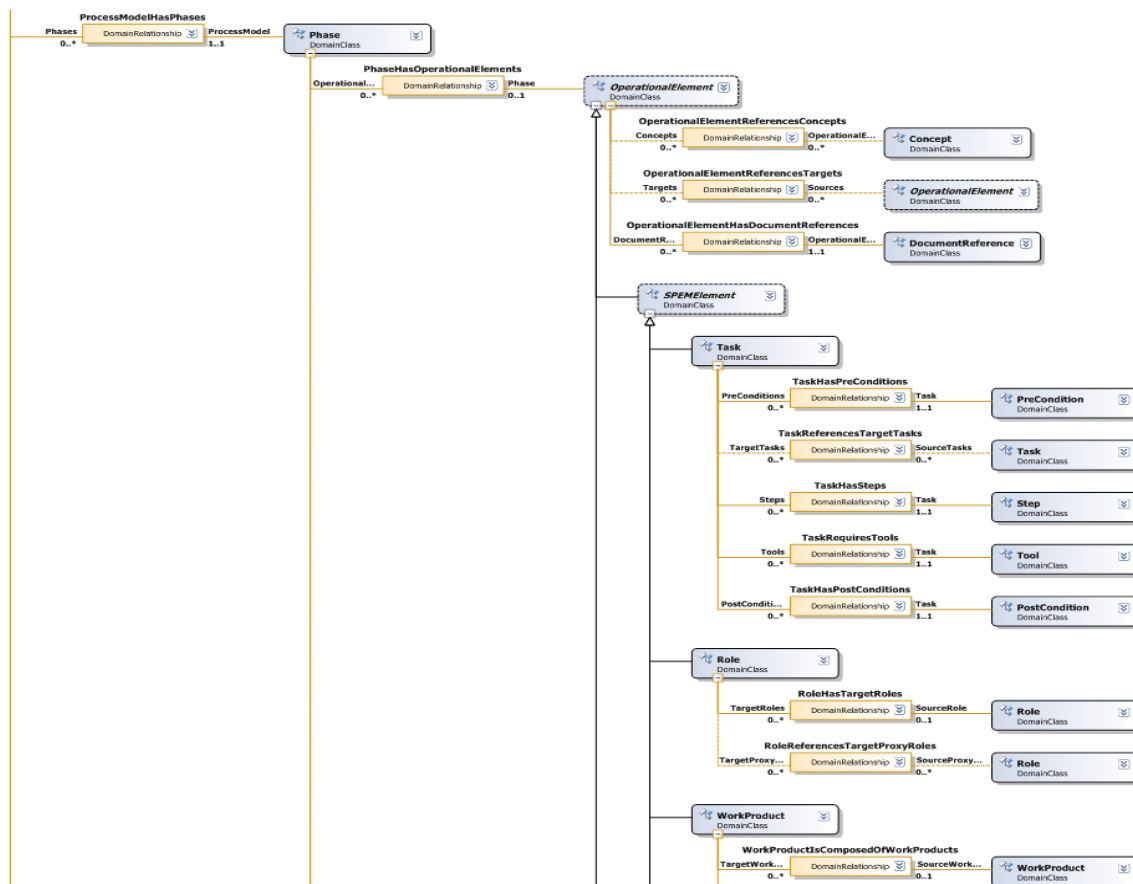 ProcessModelHasPhases
Phases DomainRelationship ProcessModel
0..* 1..1
Phase
DomainClass
PhaseHasOperationalElements
Operational... DomainRelationship Phase
0..* 0..1
OperationalElement
DomainClass
OperationalElementReferencesConcepts
Concepts DomainRelationship OperationalE...
0..* 0..*
Concept
DomainClass
OperationalElementReferencesTargets
Targets DomainRelationship Sources
0..* 0..*
OperationalElement
DomainClass
OperationalElementHasDocumentReferences
DocumentR... DomainRelationship OperationalE...
0..* 1..1
DocumentReference
DomainClass
SPEMElement
DomainClass
Task
DomainClass
TaskHasPreConditions
PreConditions DomainRelationship Task
0..* 1..1
PreCondition
DomainClass
TaskReferencesTargetTasks
TargetTasks DomainRelationship SourceTasks
0..* 0..*
Task
DomainClass
TaskHasSteps
Steps DomainRelationship Task
0..* 1..1
Step
DomainClass
TaskRequiresTools
Tools DomainRelationship Task
0..* 1..1
Tool
DomainClass
TaskHasPostConditions
PostConditi... DomainRelationship Task
0..* 1..1
PostCondition
DomainClass
Role
DomainClass
RoleHasTargetRoles
TargetRoles DomainRelationship SourceRole
0..* 0..1
Role
DomainClass
RoleReferencesTargetProxyRoles
TargetProxy... DomainRelationship SourceProxy...
0..* 0..*
Role
DomainClass
WorkProduct
DomainClass
WorkProductIsComposedOfWorkProducts
TargetWork... DomainRelationship SourceWork...
0..* 0..1
WorkProduct
DomainClass